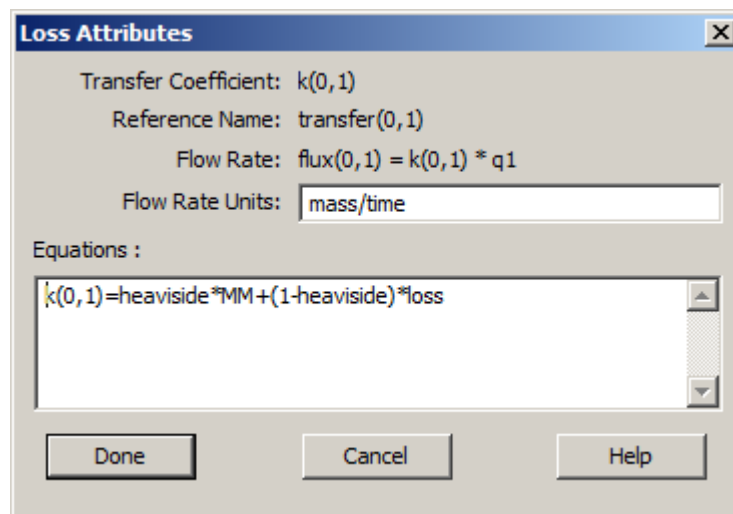 Loss Attributes
Transfer Coefficient: k(0,1)
Reference Name: transfer(0,1)
Flow Rate: flux(0,1) = k(0,1) * q1
Flow Rate Units: mass/time
Equations :
k(0,1)=heaviside*MM+(1-heaviside)*loss
Done Cancel Help